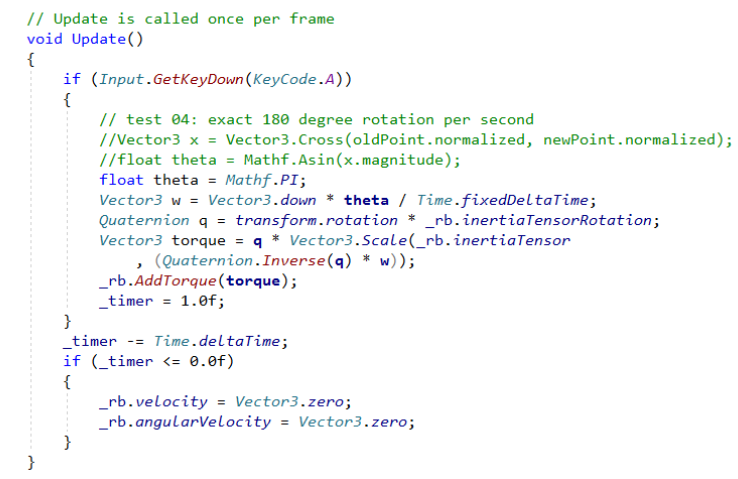 // Update is called once per frame
void Update()
{
    if (Input.GetKeyDown(KeyCode.A))
    {
        // test 04: exact 180 degree rotation per second
        //Vector3 x = Vector3.Cross(oldPoint.normalized, newPoint.normalized);
        //float theta = Mathf.Asin(x.magnitude);
        float theta = Mathf.PI;
        Vector3 w = Vector3.down * theta / Time.fixedDeltaTime;
        Quaternion q = transform.rotation * _rb.inertiaTensorRotation;
        Vector3 torque = q * Vector3.Scale(_rb.inertiaTensor
            , (Quaternion.Inverse(q) * w));
        _rb.AddTorque(torque);
        _timer = 1.0f;
    }
    _timer -= Time.deltaTime;
    if (_timer <= 0.0f)
    {
        _rb.velocity = Vector3.zero;
        _rb.angularVelocity = Vector3.zero;
    }
}